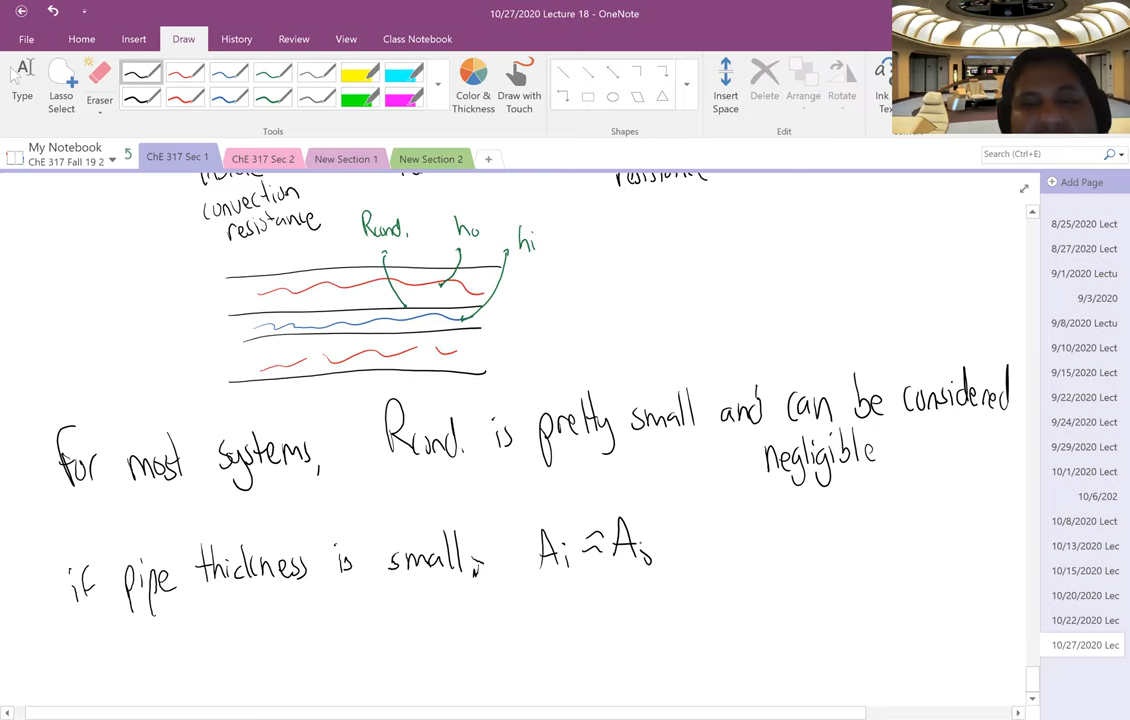 10/27/2020 Lecture 18 - OneNote
File Home Insert Draw History Review View Class Notebook
Type
Lasso Select
Eraser
Color & Thickness
Draw with Touch
Insert Space
Delete
Arrange
Rotate
Ink
Tex
Tools
Shapes
Edit
My Notebook
ChE 317 Fall 19 2
ChE 317 Sec 1
ChE 317 Sec 2
New Section 1
New Section 2
+
Search (Ctrl+E)
Add Page
8/25/2020 Lect
8/27/2020 Lect
9/1/2020 Lectu
9/3/2020
9/8/2020 Lectu
9/10/2020 Lect
9/15/2020 Lect
9/22/2020 Lect
9/24/2020 Lect
9/29/2020 Lect
10/1/2020 Lect
10/6/202
10/8/2020 Lect
10/13/2020 Lec
10/15/2020 Lec
10/20/2020 Lec
10/22/2020 Lec
10/27/2020 Lec
convection
resistance
resistance
Rcond.
ho
hi
For most systems, Rcond. is pretty small and can be considered
negligible
if pipe thickness is small, Ai ≈ Ao